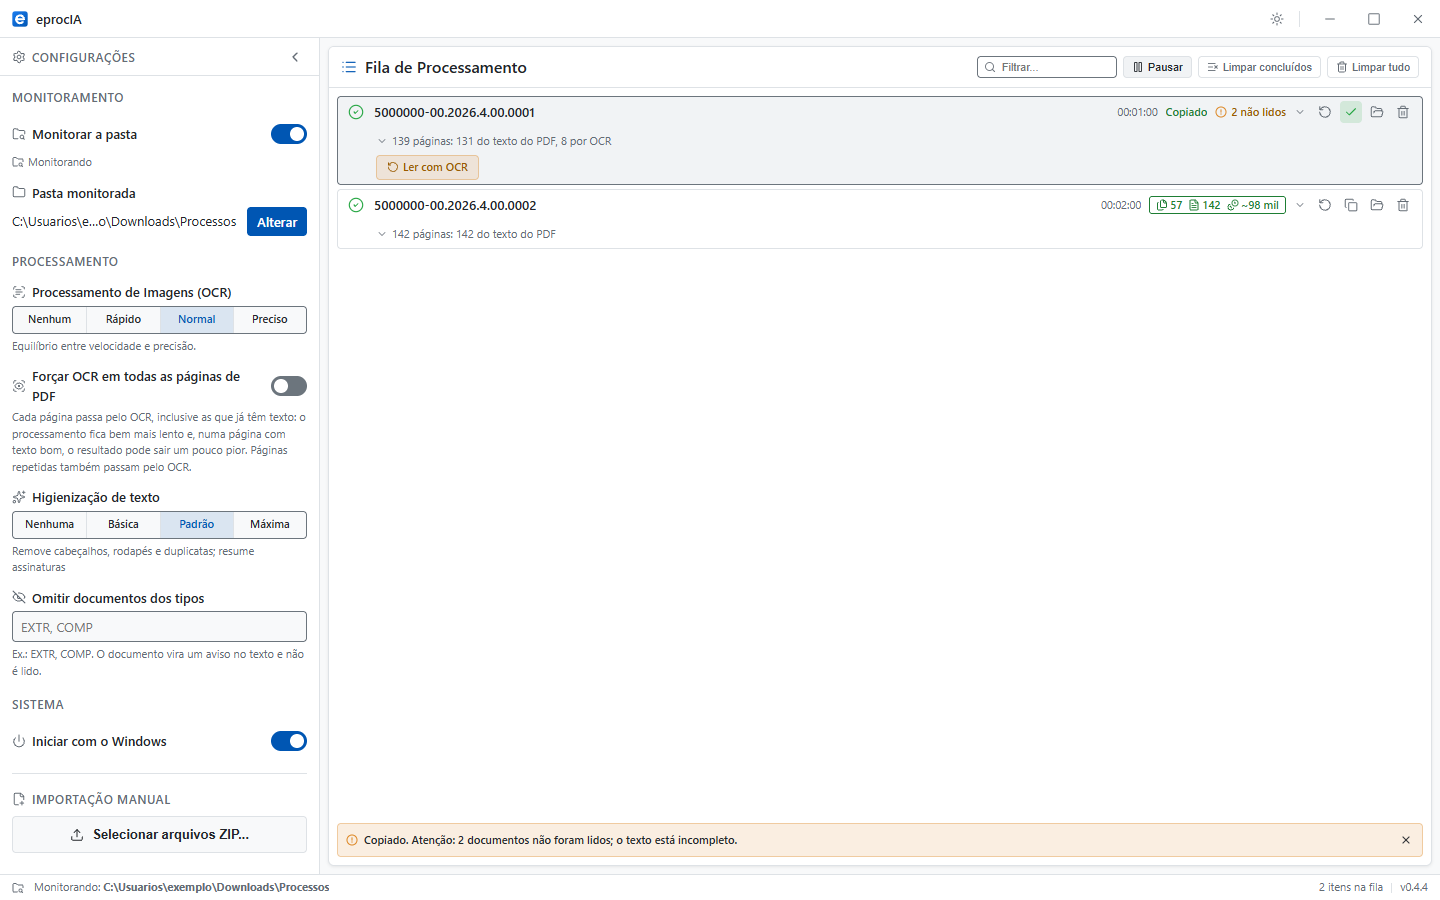 eprocIA
CONFIGURAÇÕES
MONITORAMENTO
Monitorar a pasta
Monitorando
Pasta monitorada
C:\Usuarios\e...o\Downloads\Processos
Alterar
PROCESSAMENTO
Processamento de Imagens (OCR)
Nenhum Rápido Normal Preciso
Equilíbrio entre velocidade e precisão.
Forçar OCR em todas as páginas de
PDF
Cada página passa pelo OCR, inclusive as que já têm texto: o
processamento fica bem mais lento e, numa página com
texto bom, o resultado pode sair um pouco pior. Páginas
repetidas também passam pelo OCR.
Higienização de texto
Nenhuma Básica Padrão Máxima
Remove cabeçalhos, rodapés e duplicatas; resume
assinaturas
Omitir documentos dos tipos
EXTR, COMP
Ex.: EXTR, COMP. O documento vira um aviso no texto e não
é lido.
SISTEMA
Iniciar com o Windows
IMPORTAÇÃO MANUAL
Selecionar arquivos ZIP...
Fila de Processamento
Filtrar... Pausar Limpar concluídos Limpar tudo
5000000-00.2026.4.00.0001 00:01:00 Copiado 2 não lidos
139 páginas: 131 do texto do PDF, 8 por OCR
Ler com OCR
5000000-00.2026.4.00.0002 00:02:00 57 142 ~98 mil
142 páginas: 142 do texto do PDF
Copiado. Atenção: 2 documentos não foram lidos; o texto está incompleto.
Monitorando: C:\Usuarios\exemplo\Downloads\Processos
2 itens na fila v0.4.4